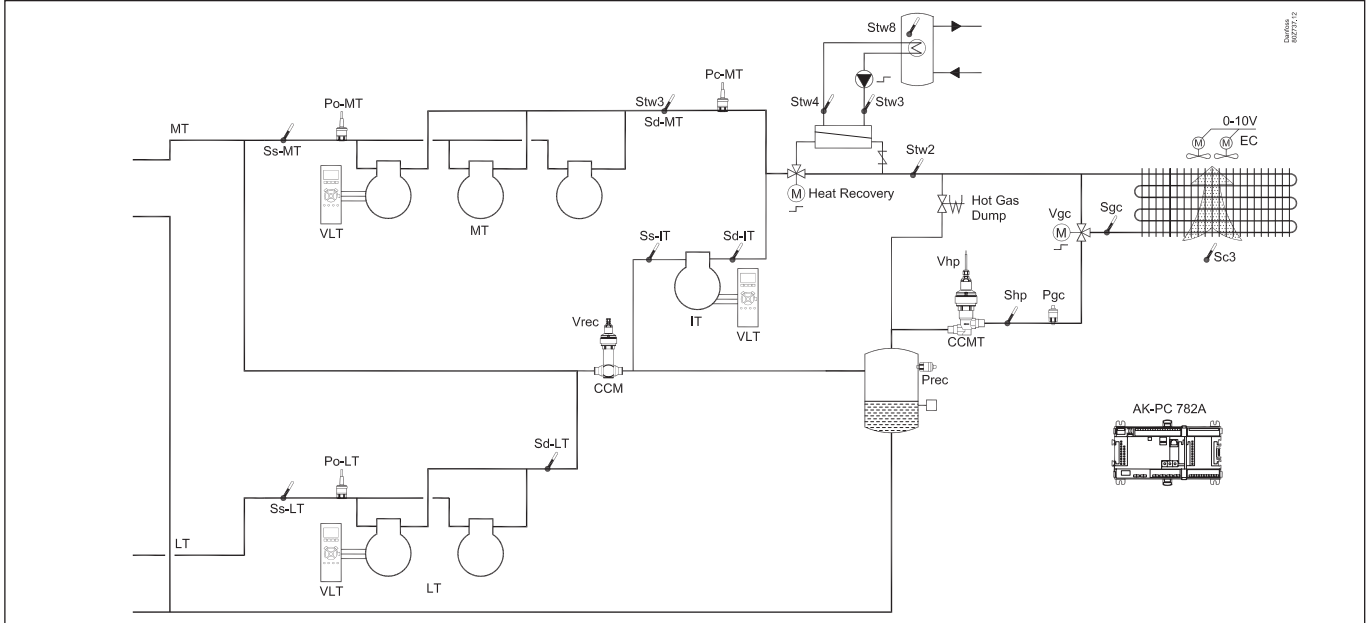 Danfoss
80Z737.12
Stw8
Pc-MT
Stw4
Stw3
Stw3
Sd-MT
Po-MT
MT
Ss-MT
0-10V
M
M
EC
Stw2
M
Heat Recovery
Hot Gas
Dump
VLT
MT
Vgc
M
Sgc
Ss-IT
Sd-IT
Sc3
Vhp
Shp
Pgc
Vrec
IT
VLT
CCMT
CCM
Prec
AK-PC 782A
Sd-LT
Po-LT
Ss-LT
LT
VLT
LT